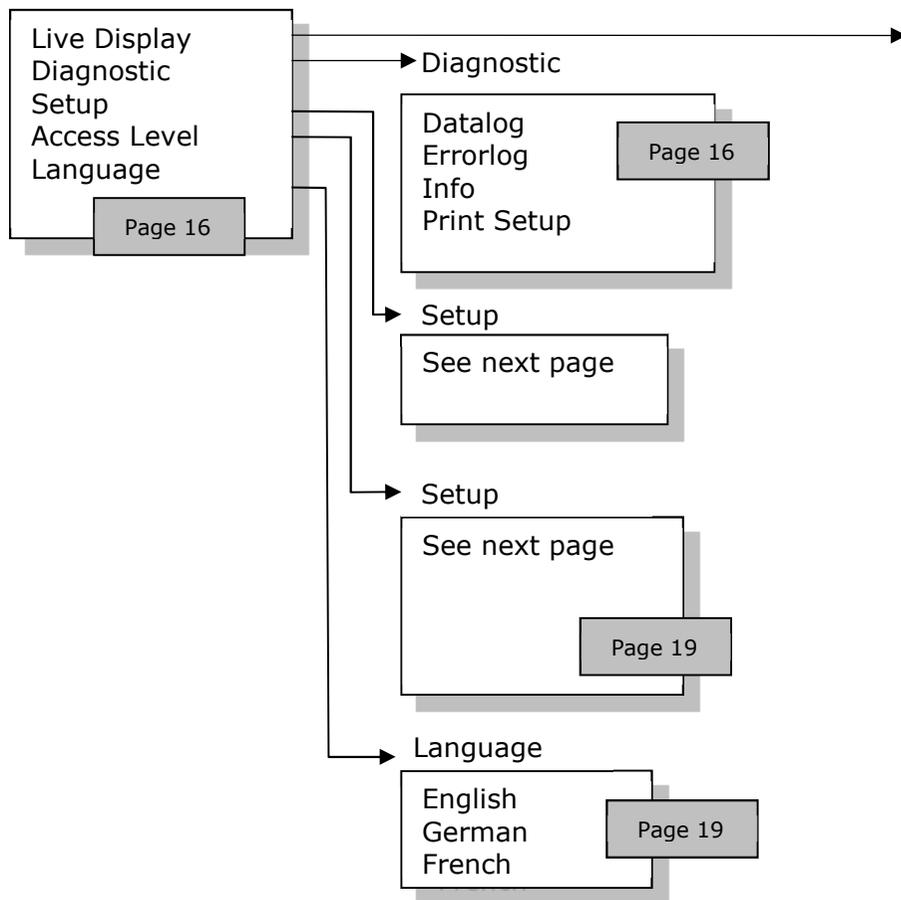 Live Display
Diagnostic
Setup
Access Level
Language
Page 16
Diagnostic
Datalog
Errorlog
Info
Print Setup
Page 16
Setup
See next page
Setup
See next page
Page 19
Language
English
German
French
Page 19